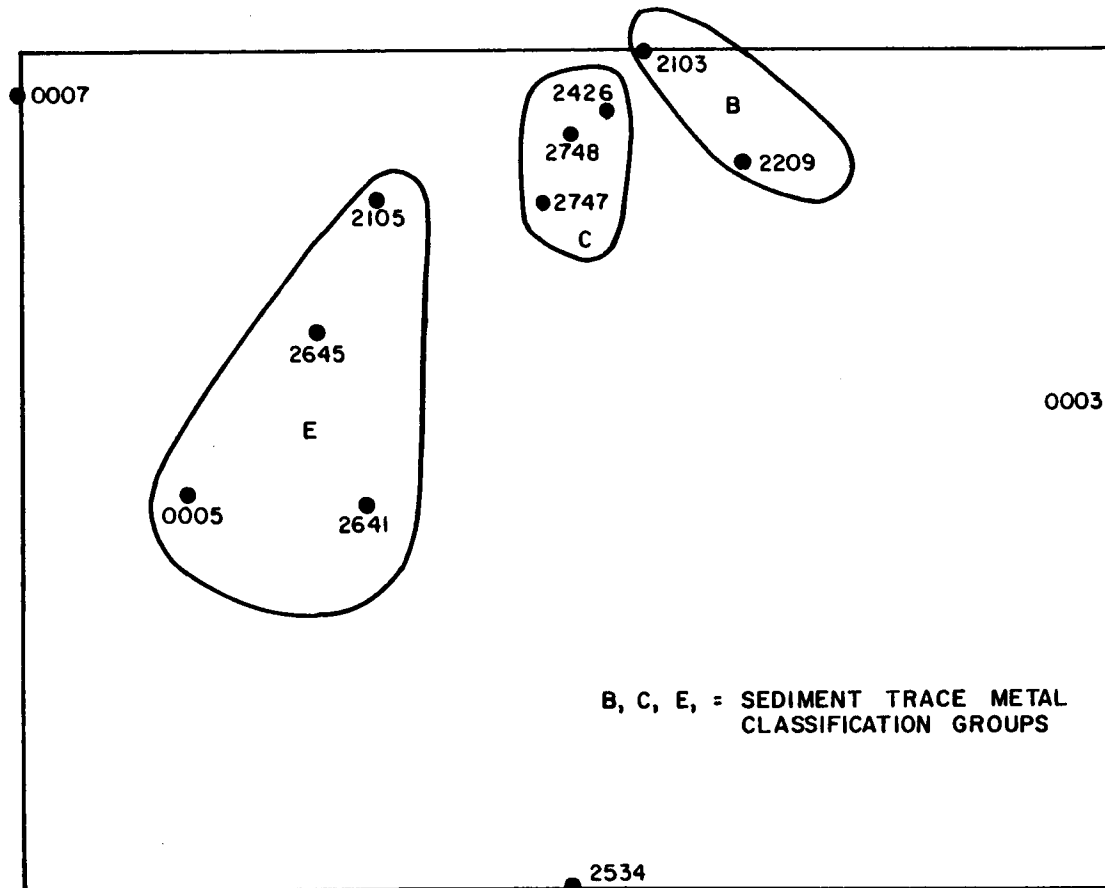 2103
0007
2426
B
2748
2209
2747
2105
C
2645
0003
E
0005
2641
B, C, E, = SEDIMENT TRACE METAL
CLASSIFICATION GROUPS
2534